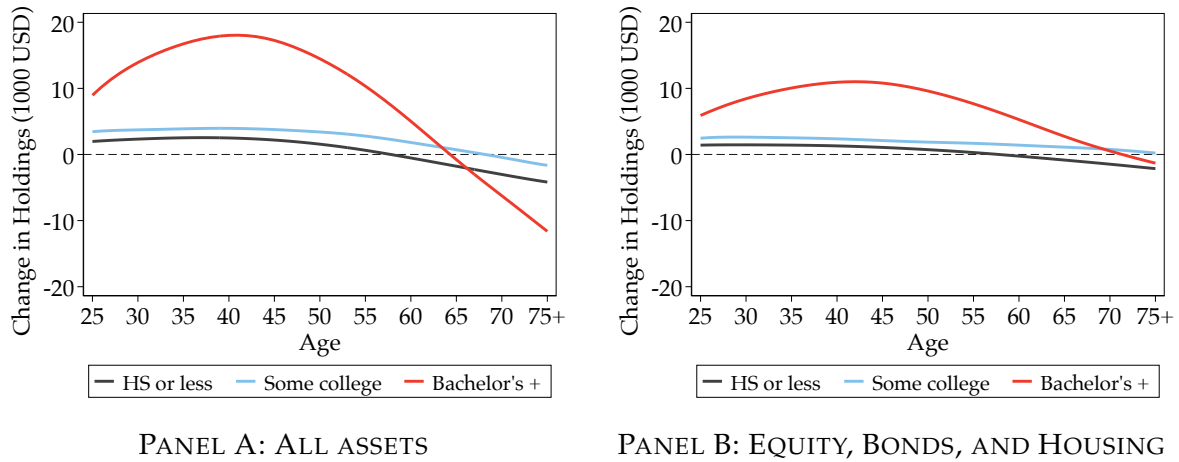 Change in Holdings (1000 USD)
20
10
0
-10
-20
25 30 35 40 45 50 55 60 65 70 75+
Age
HS or less Some college Bachelor's +
PANEL A: ALL ASSETS
Change in Holdings (1000 USD)
20
10
0
-10
-20
25 30 35 40 45 50 55 60 65 70 75+
Age
HS or less Some college Bachelor's +
PANEL B: EQUITY, BONDS, AND HOUSING